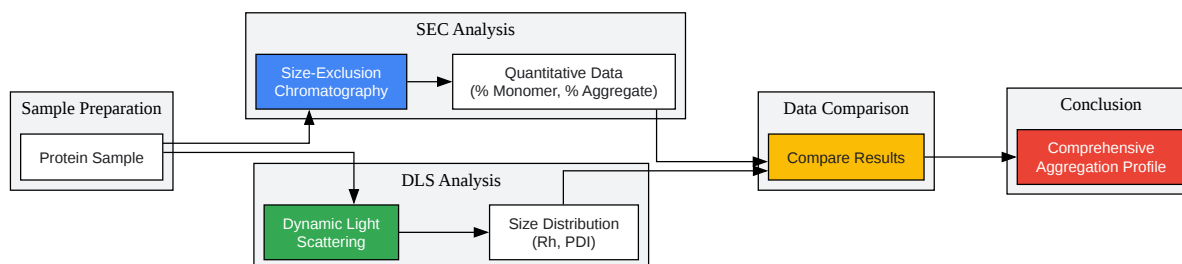 SEC Analysis
Size-Exclusion
Chromatography
Quantitative Data
(% Monomer, % Aggregate)
Sample Preparation
Protein Sample
DLS Analysis
Dynamic Light
Scattering
Size Distribution
(Rh, PDI)
Data Comparison
Compare Results
Conclusion
Comprehensive
Aggregation Profile